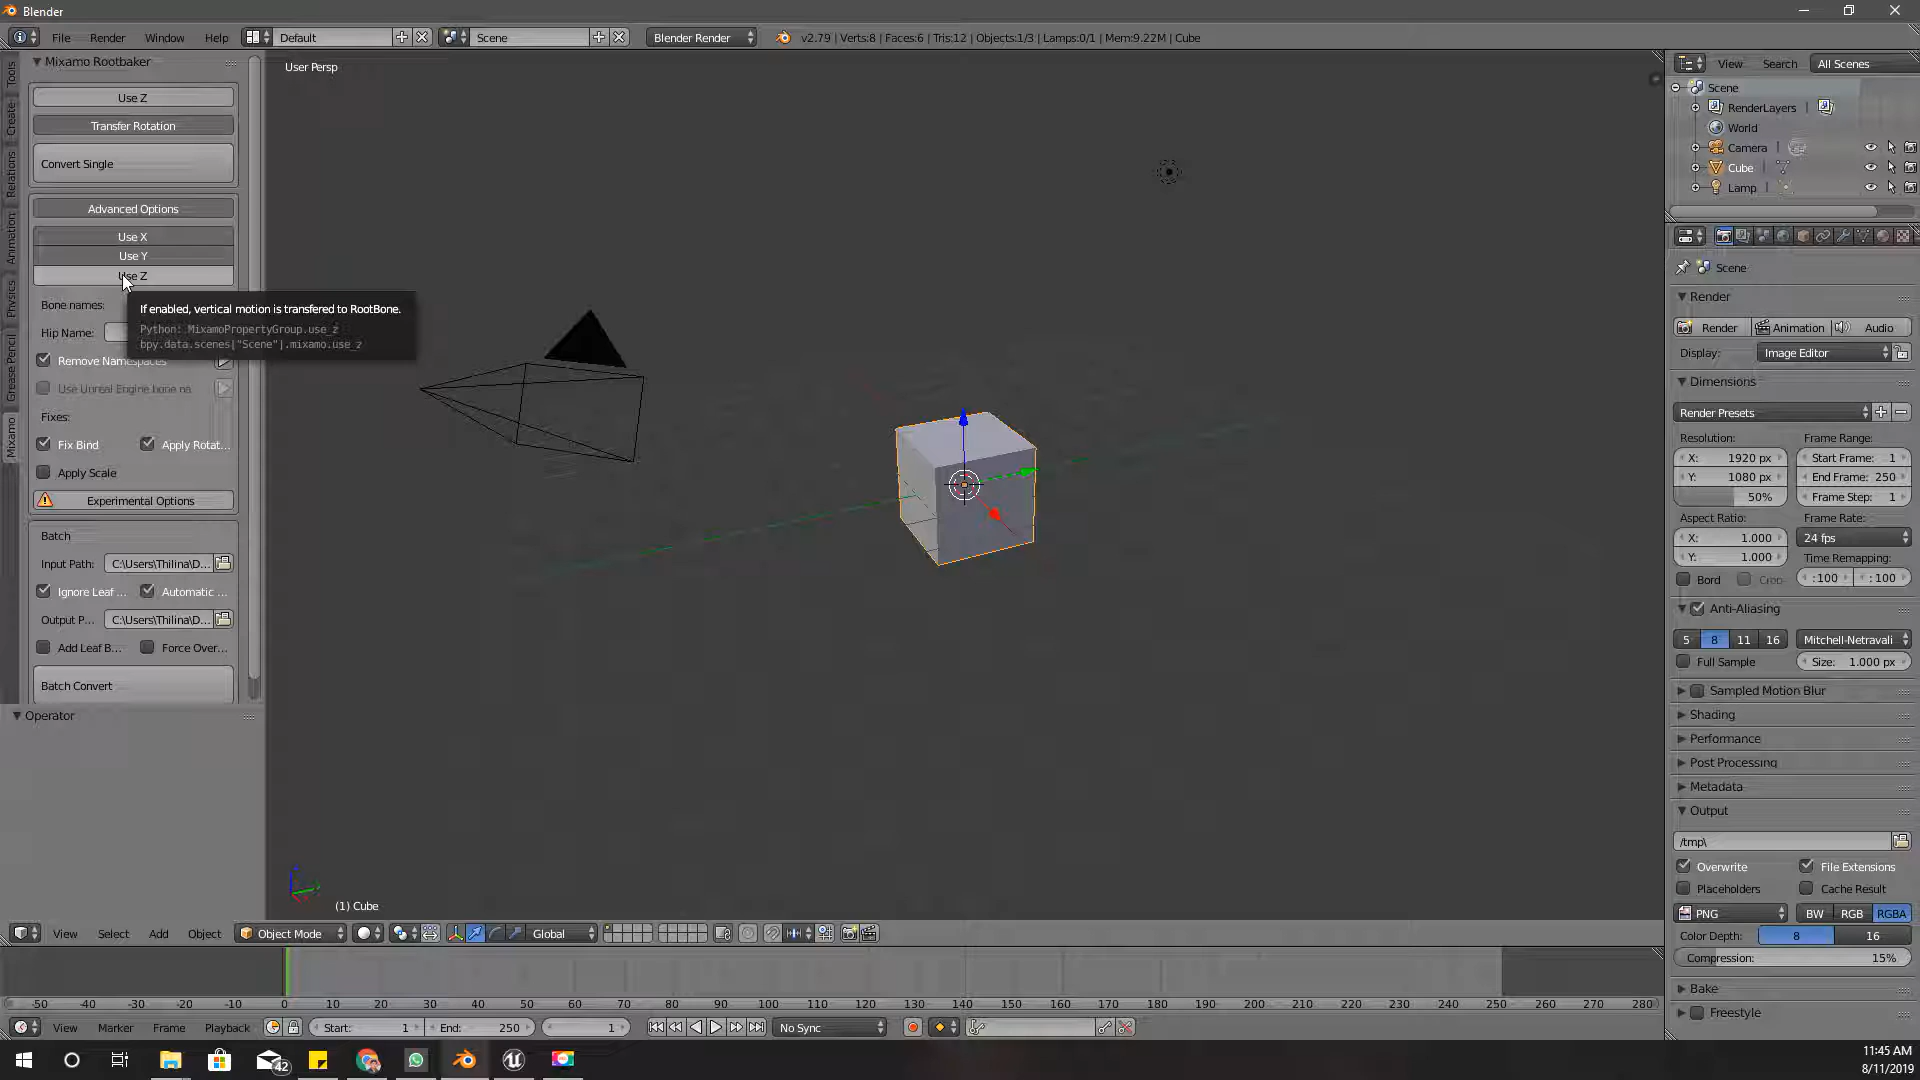 Blender
File Render Window Help Default Scene Blender Render v2.79 | Verts:8 | Faces:6 | Tris:12 | Objects:1/3 | Lamps:0/1 | Mem:9.22M | Cube
Tools
Create
Relations
Animation
Physics
Grease Pencil
Mixamo
Mixamo Rootbaker
Use Z
Transfer Rotation
Convert Single
Advanced Options
Use X
Use Y
Use Z
Bone names:
Hip Name:
Remove Namespaces
Use Unreal Engine bone na
Fixes:
Fix Bind Apply Rotat...
Apply Scale
Experimental Options
Batch
Input Path: C:\Users\Thilina\D...
Ignore Leaf ... Automatic ...
Output P... C:\Users\Thilina\D...
Add Leaf B... Force Over...
Batch Convert
Operator
If enabled, vertical motion is transfered to RootBone.
Python: MixamoPropertyGroup.use_z
bpy.data.scenes["Scene"].mixamo.use_z
User Persp
(1) Cube
View Select Add Object Object Mode Global
-50 -40 -30 -20 -10 0 10 20 30 40 50 60 70 80 90 100 110 120 130 140 150 160 170 180 190 200 210 220 230 240 250 260 270 280
View Marker Frame Playback Start: 1 End: 250 1 No Sync
View Search All Scenes
Scene
RenderLayers
World
Camera
Cube
Lamp
Scene
Render
Render Animation Audio
Display: Image Editor
Dimensions
Render Presets
Resolution: Frame Range:
X: 1920 px Start Frame: 1
Y: 1080 px End Frame: 250
50% Frame Step: 1
Aspect Ratio: Frame Rate:
X: 1.000 24 fps
Y: 1.000 Time Remapping:
Bord Crop :100 :100
Anti-Aliasing
5 8 11 16 Mitchell-Netravali
Full Sample Size: 1.000 px
Sampled Motion Blur
Shading
Performance
Post Processing
Metadata
Output
/tmp\
Overwrite File Extensions
Placeholders Cache Result
PNG BW RGB RGBA
Color Depth: 8 16
Compression: 15%
Bake
Freestyle
42
11:45 AM
8/11/2019